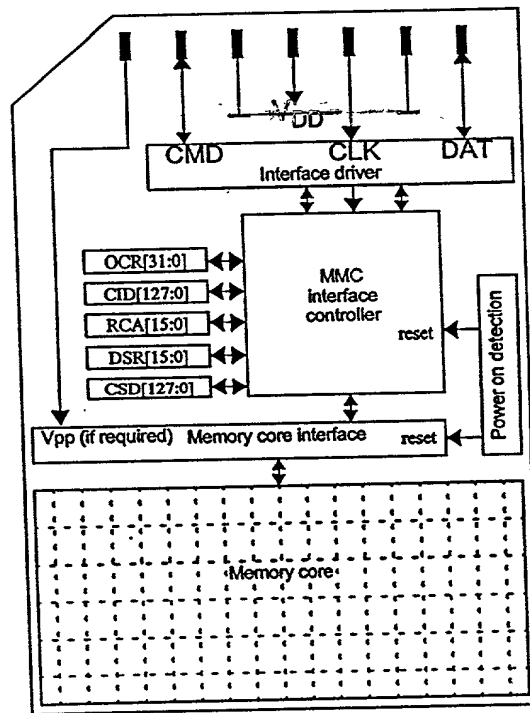 DD
CMD CLK DAT
Interface driver
OCR[31:0]
CID[127:0]
RCA[15:0]
DSR[15:0]
CSD[127:0]
MMC
interface
controller
reset
Power on detection
Vpp (if required) Memory core interface reset
Memory core